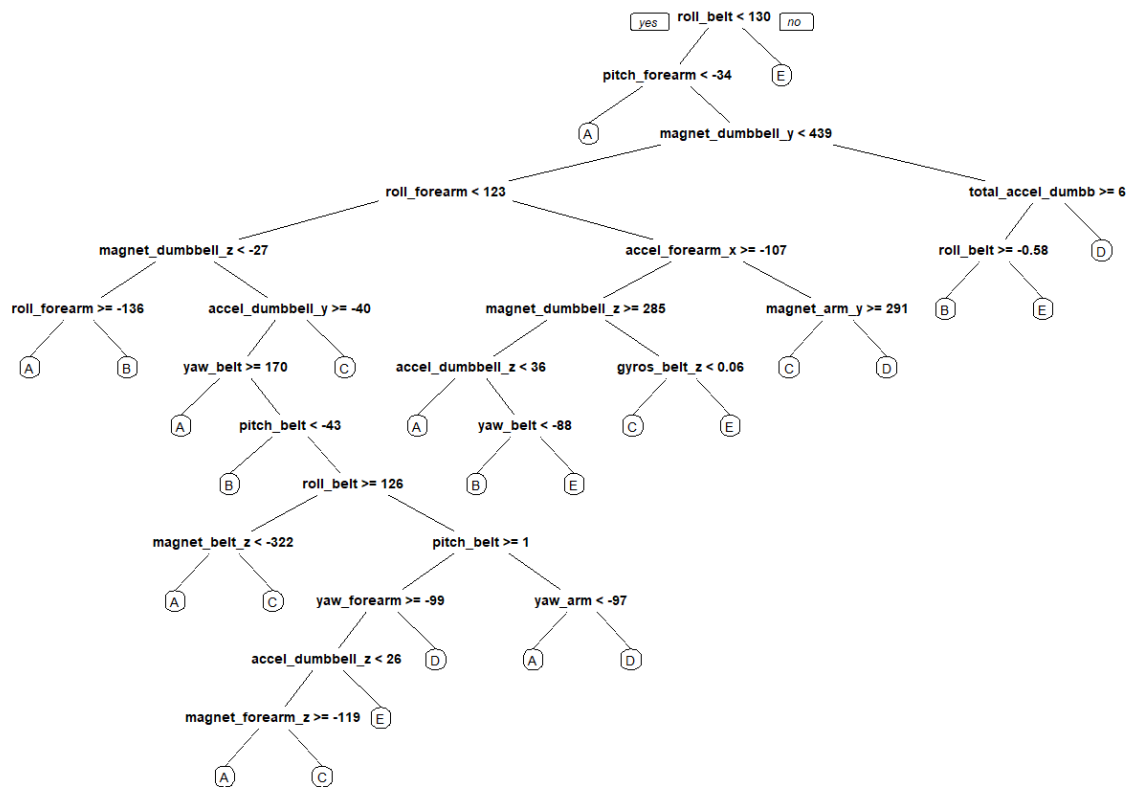 yes roll_belt < 130 no
pitch_forearm < -34 E
A magnet_dumbbell_y < 439
roll_forearm < 123 total_accel_dumbb >= 6
magnet_dumbbell_z < -27 accel_forearm_x >= -107 roll_belt >= -0.58 D
roll_forearm >= -136 accel_dumbbell_y >= -40 magnet_dumbbell_z >= 285 magnet_arm_y >= 291 B E
A B yaw_belt >= 170 C accel_dumbbell_z < 36 gyros_belt_z < 0.06 C D
A pitch_belt < -43 A yaw_belt < -88 C E
B roll_belt >= 126 B E
magnet_belt_z < -322 pitch_belt >= 1
A C yaw_forearm >= -99 yaw_arm < -97
accel_dumbbell_z < 26 D A D
magnet_forearm_z >= -119 E
A C